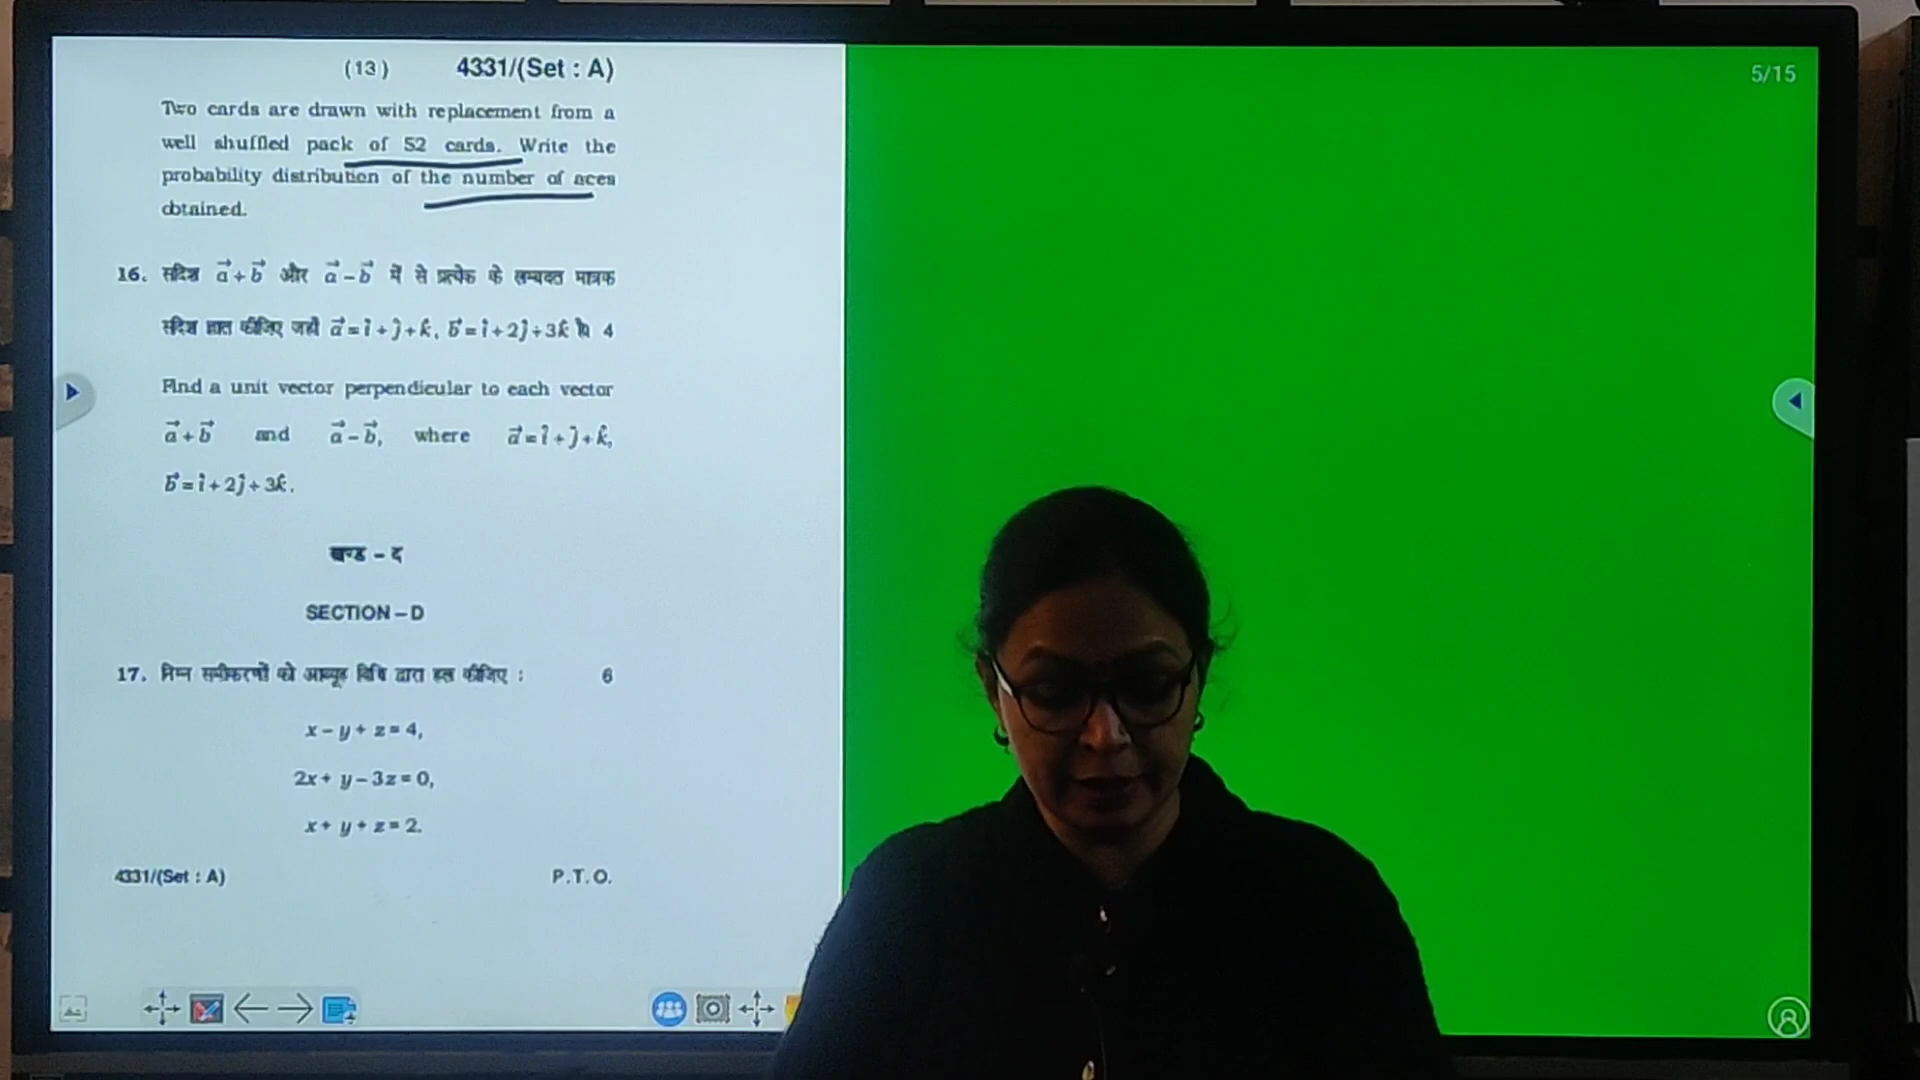 (13) 4331/(Set : A)
5/15
Two cards are drawn with replacement from a
well shuffled pack of 52 cards. Write the
probability distribution of the number of aces
obtained.
16. सदिश a⃗ + b⃗ और a⃗ – b⃗ में से प्रत्येक के लम्बवत मात्रक
सदिश ज्ञात कीजिए जहाँ a⃗ = î + ĵ + k̂, b⃗ = î + 2ĵ + 3k̂ 4
Find a unit vector perpendicular to each vector
a⃗ + b⃗ and a⃗ – b⃗, where a⃗ = î + ĵ + k̂,
b⃗ = î + 2ĵ + 3k̂.
खण्ड – द
SECTION – D
17. निम्न समीकरणों को आव्यूह विधि द्वारा हल कीजिए : 6
x – y + z = 4,
2x + y – 3z = 0,
x + y + z = 2.
4331/(Set : A) P.T.O.